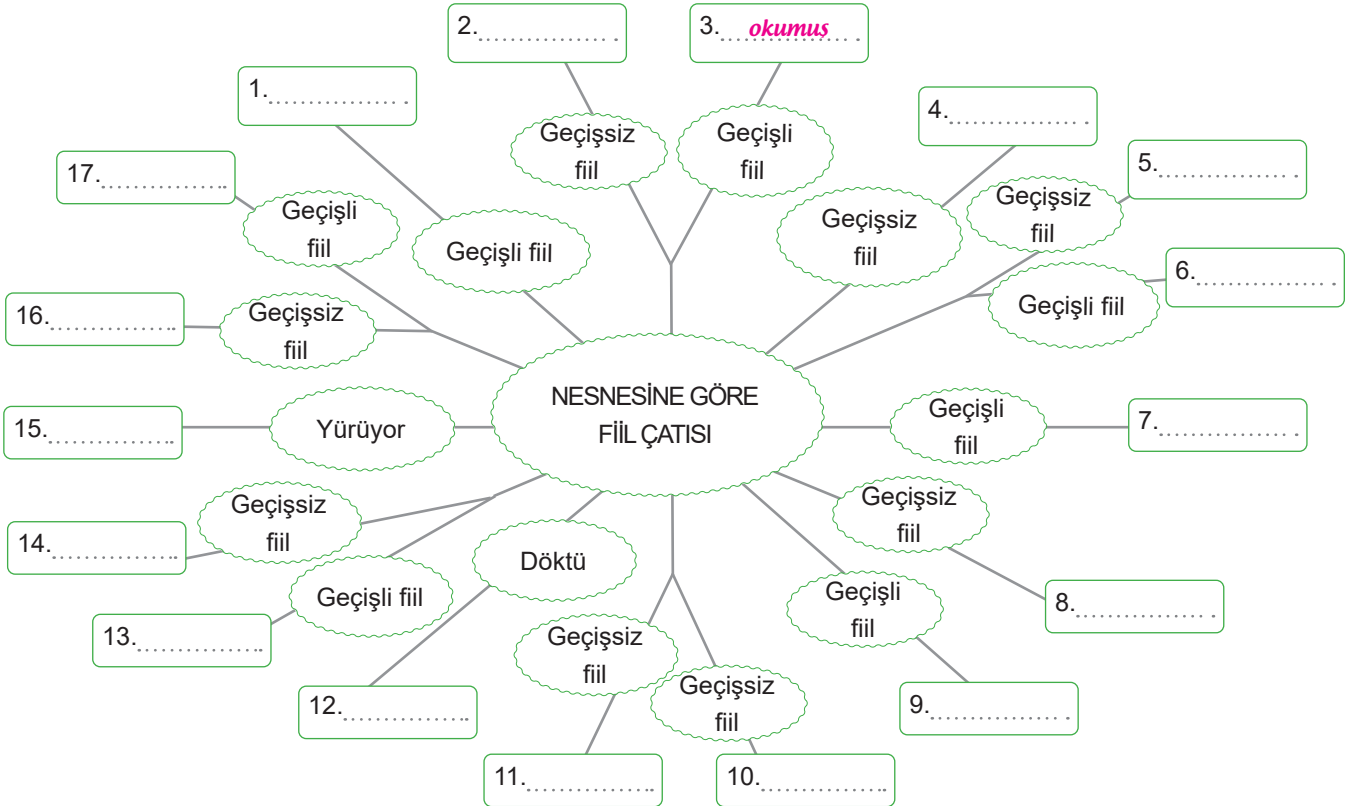 2. ................
3. okumuş
1. ................
Geçişsiz
fiil
Geçişli
fiil
4. ................
17. ................
5. ................
Geçişli
fiil
Geçişli fiil
Geçişsiz
fiil
Geçişsiz
fiil
6. ................
Geçişli fiil
16. ................
Geçişsiz
fiil
NESNESİNE GÖRE
FİİL ÇATISI
15. ................
Yürüyor
Geçişli
fiil
7. ................
14. ................
Geçişsiz
fiil
Geçişsiz
fiil
Döktü
13. ................
Geçişli fiil
Geçişli
fiil
8. ................
Geçişsiz
fiil
Geçişsiz
fiil
12. ................
9. ................
11. ................
10. ................